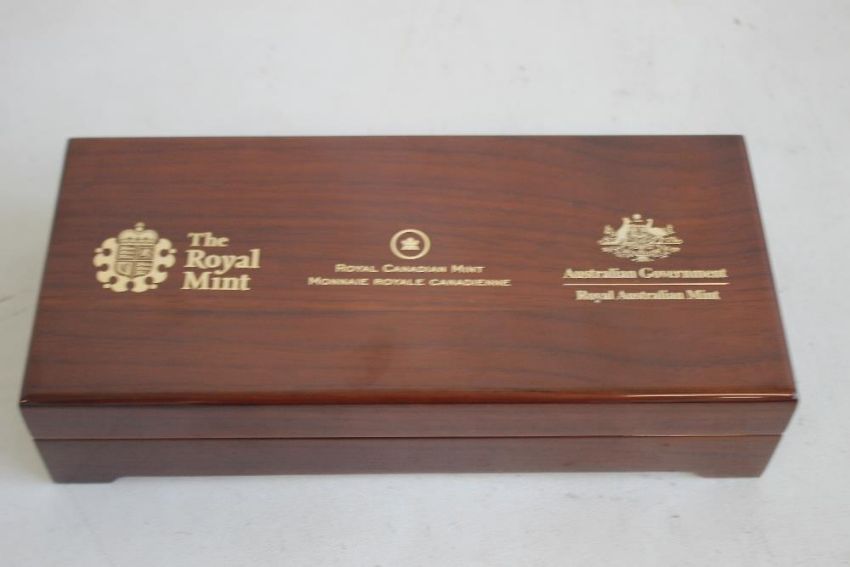 The
Royal
Mint
ROYAL CANADIAN MINT
MONNAIE ROYALE CANADIENNE
Australian Government
Royal Australian Mint